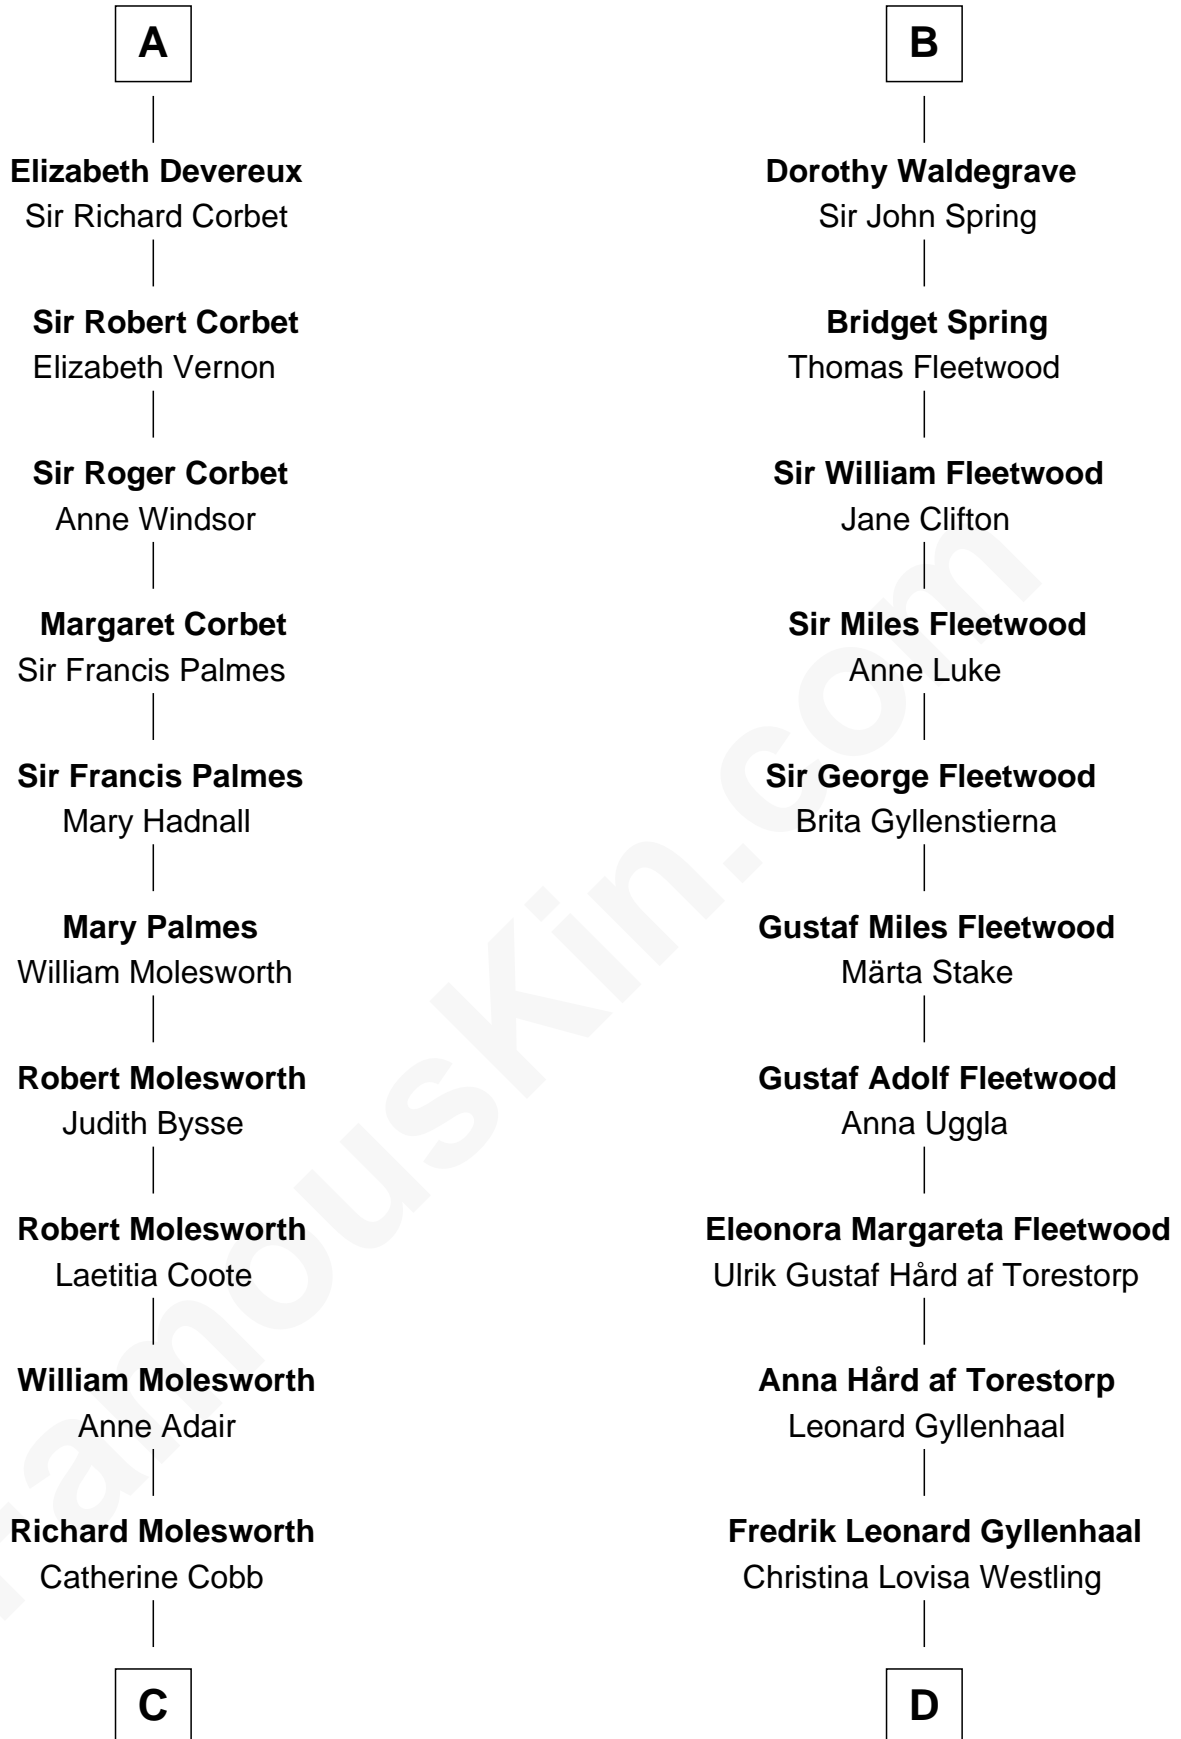 A
Elizabeth Devereux
Sir Richard Corbet
Sir Robert Corbet
Elizabeth Vernon
Sir Roger Corbet
Anne Windsor
Margaret Corbet
Sir Francis Palmes
Sir Francis Palmes
Mary Hadnall
Mary Palmes
William Molesworth
Robert Molesworth
Judith Bysse
Robert Molesworth
Laetitia Coote
William Molesworth
Anne Adair
Richard Molesworth
Catherine Cobb
C
B
Dorothy Waldegrave
Sir John Spring
Bridget Spring
Thomas Fleetwood
Sir William Fleetwood
Jane Clifton
Sir Miles Fleetwood
Anne Luke
Sir George Fleetwood
Brita Gyllenstierna
Gustaf Miles Fleetwood
Märta Stake
Gustaf Adolf Fleetwood
Anna Uggla
Eleonora Margareta Fleetwood
Ulrik Gustaf Hård af Torestorp
Anna Hård af Torestorp
Leonard Gyllenhaal
Fredrik Leonard Gyllenhaal
Christina Lovisa Westling
D
FamousKin.com